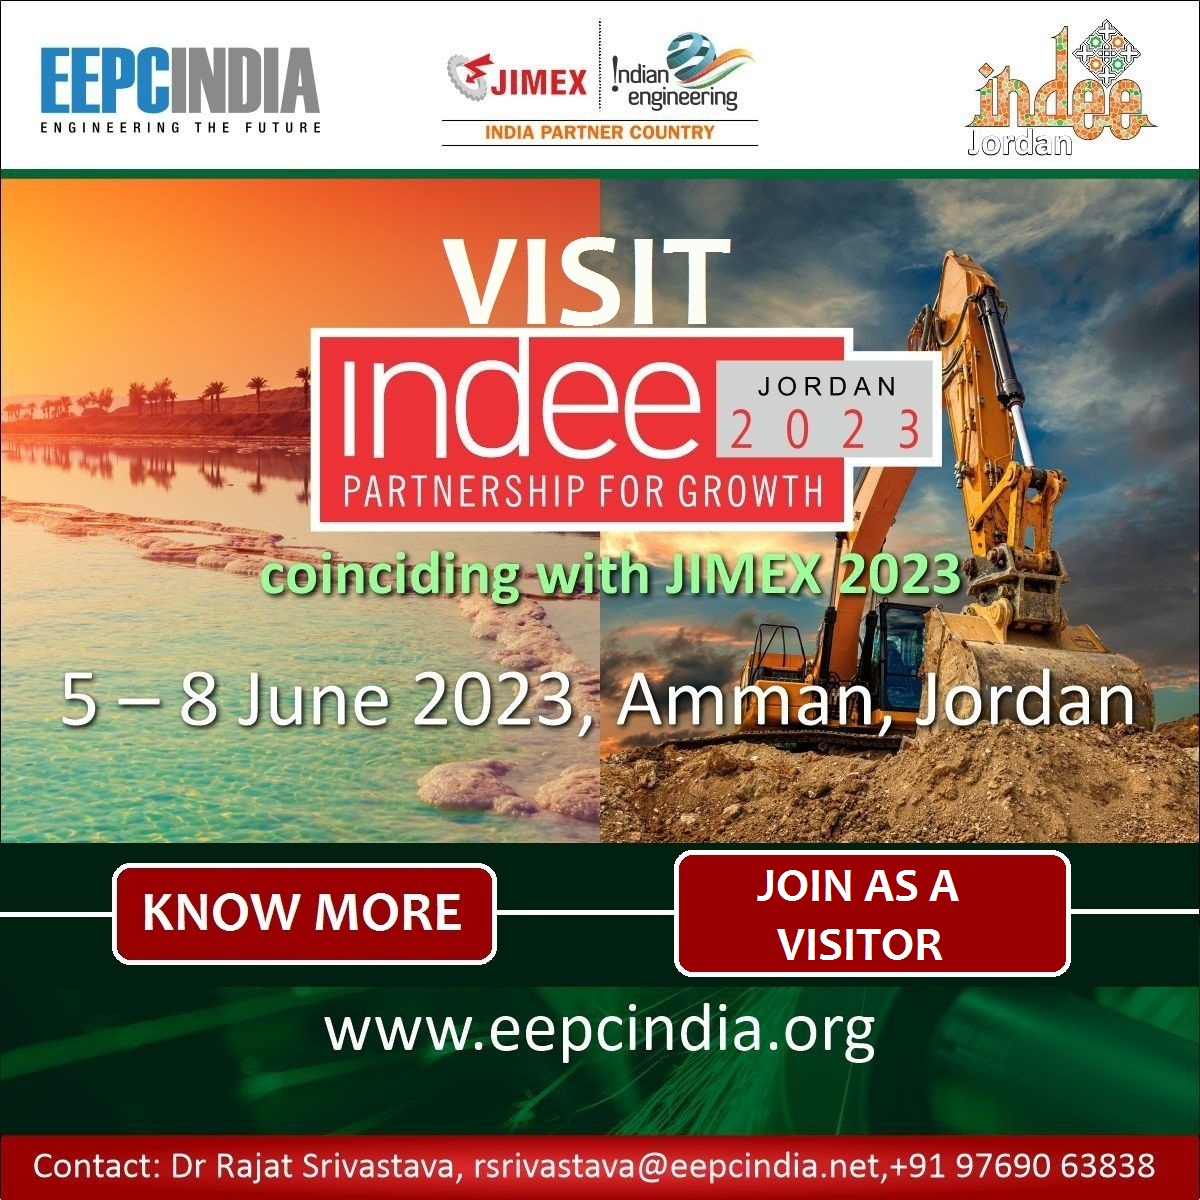 EEPCINDIA
ENGINEERING THE FUTURE
JIMEX
Indian
engineering
INDIA PARTNER COUNTRY
indee
Jordan
VISIT
indee
JORDAN
2023
PARTNERSHIP FOR GROWTH
coinciding with JIMEX 2023
5 – 8 June 2023, Amman, Jordan
KNOW MORE
JOIN AS A
VISITOR
www.eepcindia.org
Contact: Dr Rajat Srivastava, rsrivastava@eepcindia.net,+91 97690 63838